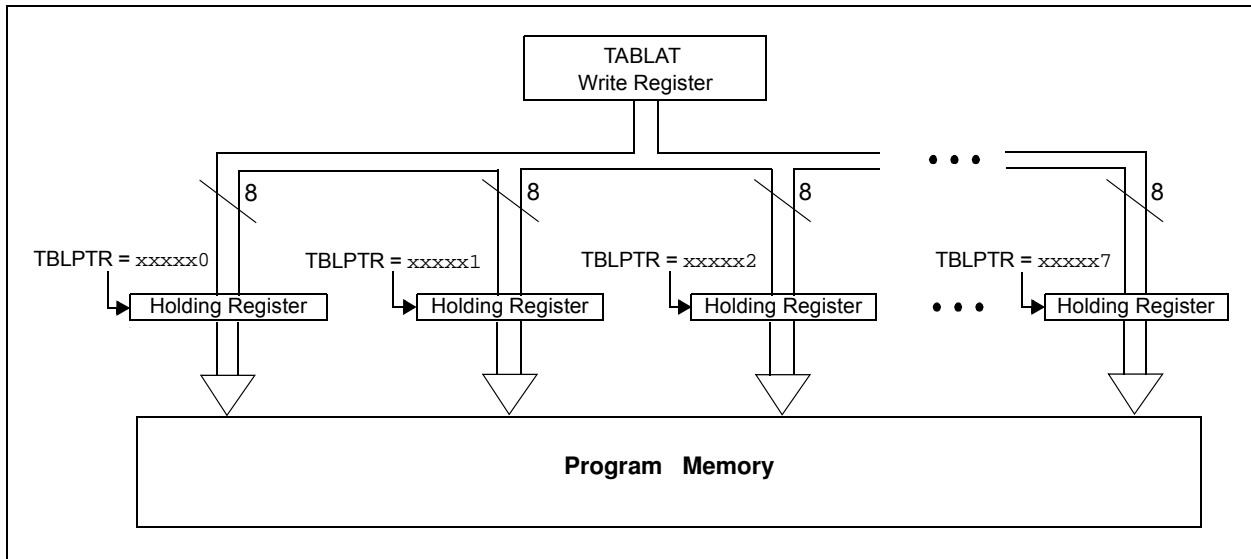 TABLAT
Write Register
8
8
8
8
TBLPTR = xxxxx0
TBLPTR = xxxxx1
TBLPTR = xxxxx2
TBLPTR = xxxxx7
Holding Register
Holding Register
Holding Register
Holding Register
Program Memory